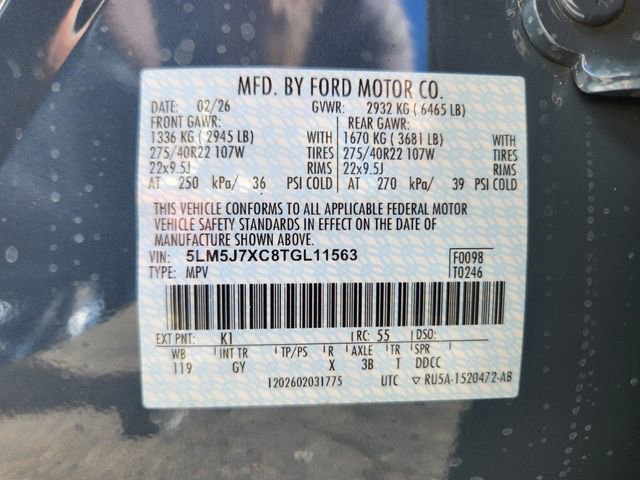 MFD. BY FORD MOTOR CO.
DATE: 02/26 GVWR: 2932 KG (6465 LB)
FRONT GAWR: REAR GAWR:
1336 KG (2945 LB) WITH 1670 KG (3681 LB) WITH
275/40R22 107W TIRES 275/40R22 107W TIRES
22x9.5J RIMS 22x9.5J RIMS
AT 250 kPa/ 36 PSI COLD AT 270 kPa/ 39 PSI COLD
THIS VEHICLE CONFORMS TO ALL APPLICABLE FEDERAL MOTOR
VEHICLE SAFETY STANDARDS IN EFFECT ON THE DATE OF
MANUFACTURE SHOWN ABOVE.
VIN: 5LM5J7XC8TGL11563 F0098
TYPE: MPV T0246
EXT PNT: K1 RC: 55 DSO:
WB INT TR TP/PS R AXLE TR SPR
119 GY X 3B T DDCC
1202602031775 UTC RU5A-1520472-AB